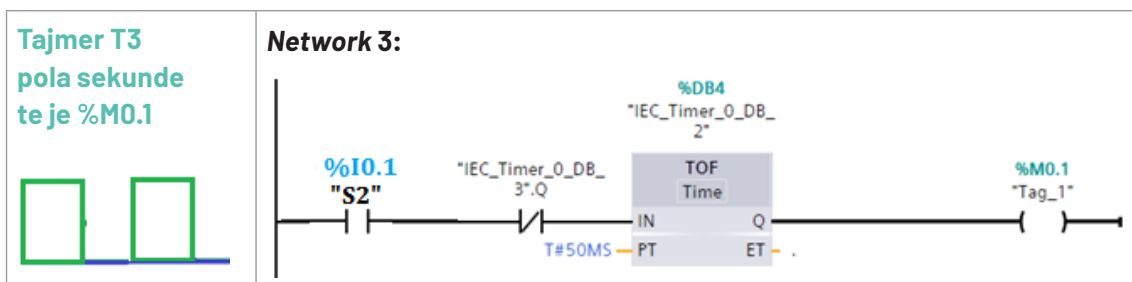 Tajmer T3
pola sekunde
te je %M0.1
Network 3:
%DB4
"IEC_Timer_0_DB_
2"
%I0.1
"S2"
"IEC_Timer_0_DB_
3".Q
TOF
Time
%M0.1
"Tag_1"
IN
Q
T#50MS
PT
ET